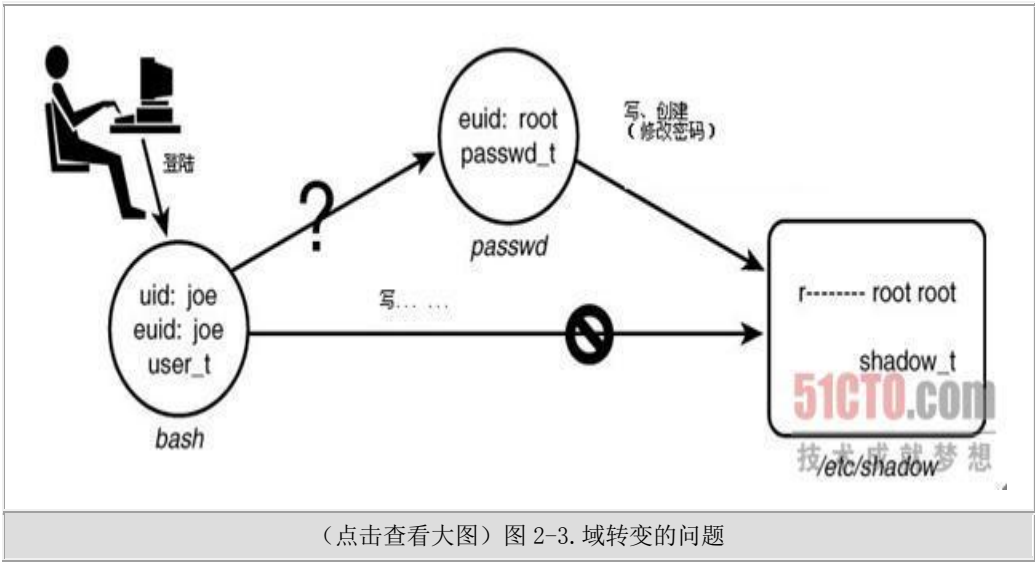 登陆
euid: root
passwd_t
passwd
写、创建
（修改密码）
?
uid: joe
euid: joe
user_t
bash
写... ...
r-------- root root
shadow_t
51CTO.com
技术成就梦想
/etc/shadow
（点击查看大图）图 2-3.域转变的问题